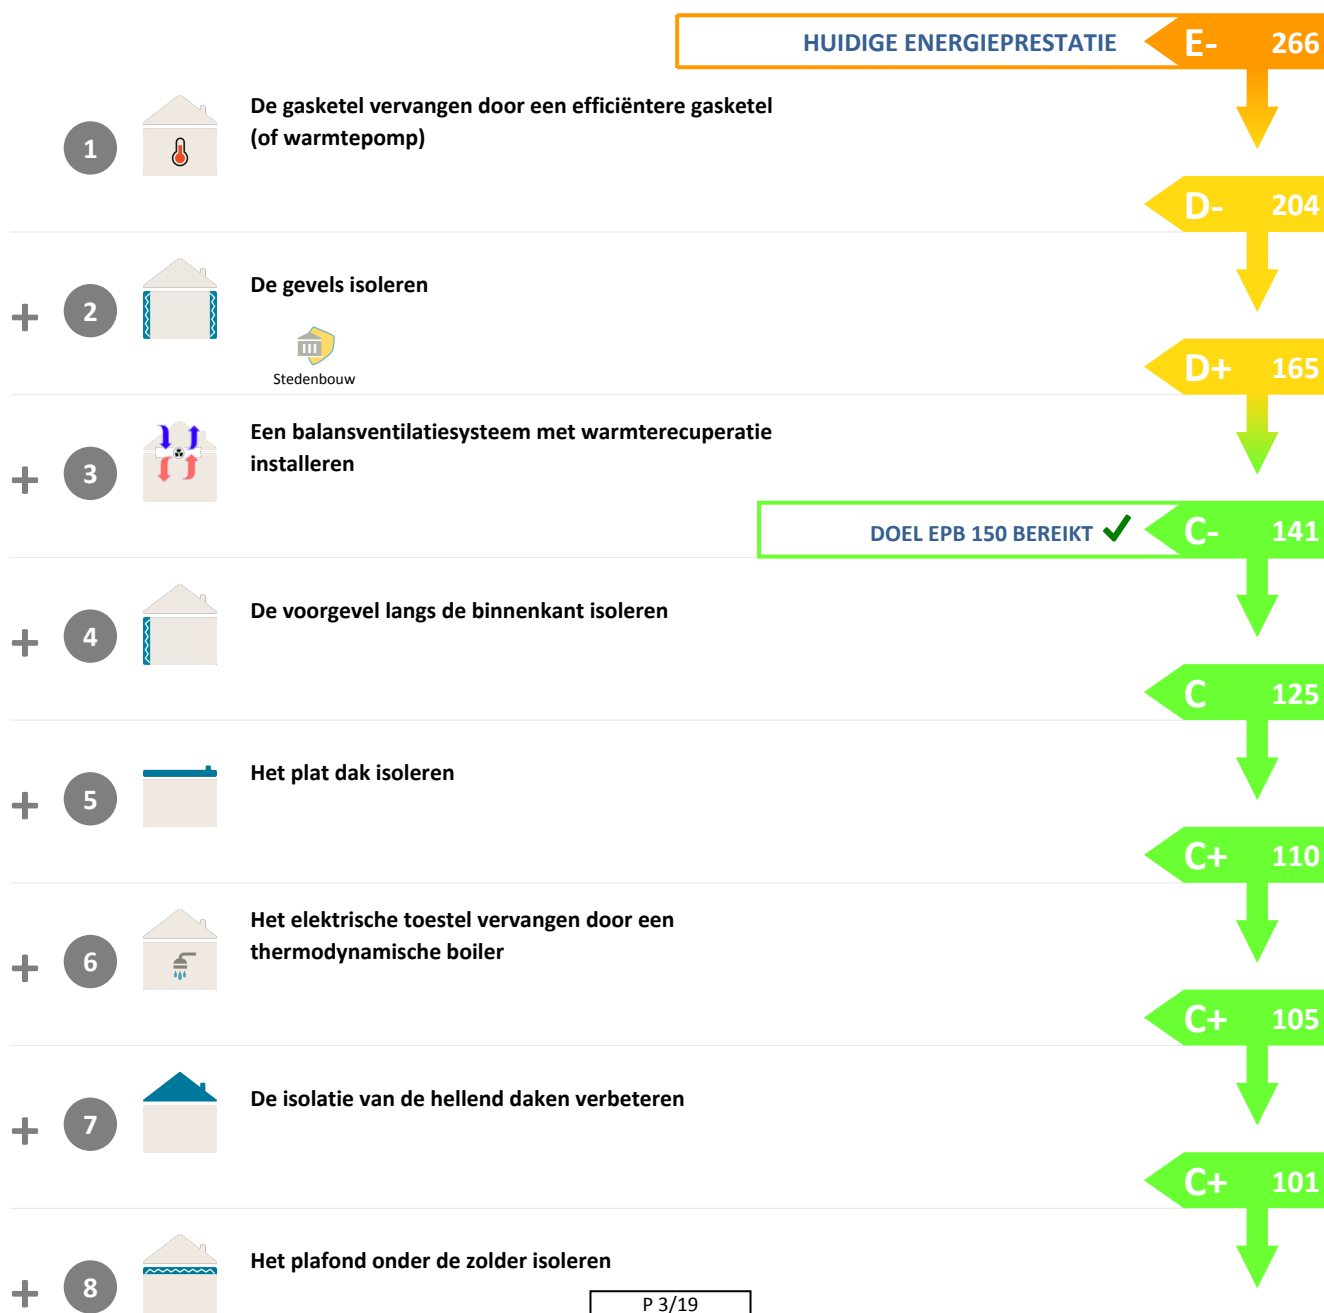 HUIDIGE ENERGIEPRESTATIE E- 266
1 De gasketel vervangen door een efficiëntere gasketel
(of warmtepomp)
D- 204
+ 2 De gevels isoleren
Stedenbouw
D+ 165
+ 3 Een balansventilatiesysteem met warmterecuperatie
installeren
DOEL EPB 150 BEREIKT ✓ C- 141
+ 4 De voorgevel langs de binnenkant isoleren
C 125
+ 5 Het plat dak isoleren
C+ 110
+ 6 Het elektrische toestel vervangen door een
thermodynamische boiler
C+ 105
+ 7 De isolatie van de hellend daken verbeteren
C+ 101
+ 8 Het plafond onder de zolder isoleren
P 3/19